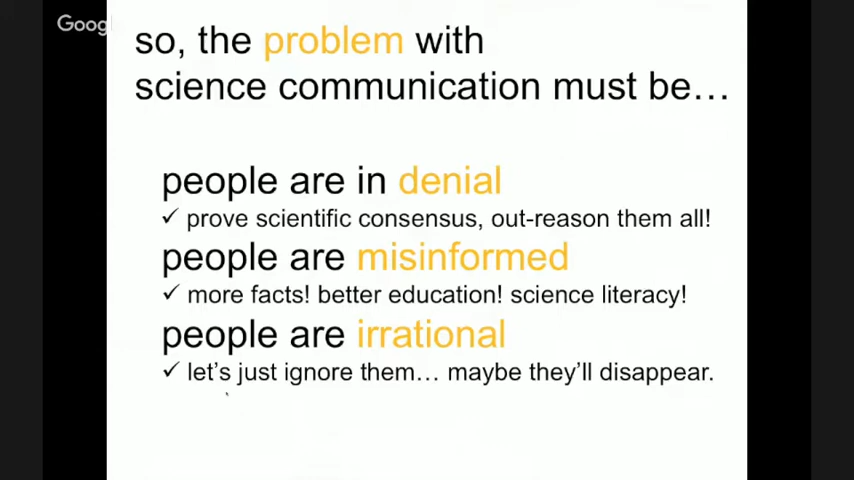 Goog
so, the problem with
science communication must be...
people are in denial
✓ prove scientific consensus, out-reason them all!
people are misinformed
✓ more facts! better education! science literacy!
people are irrational
✓ let's just ignore them... maybe they'll disappear.